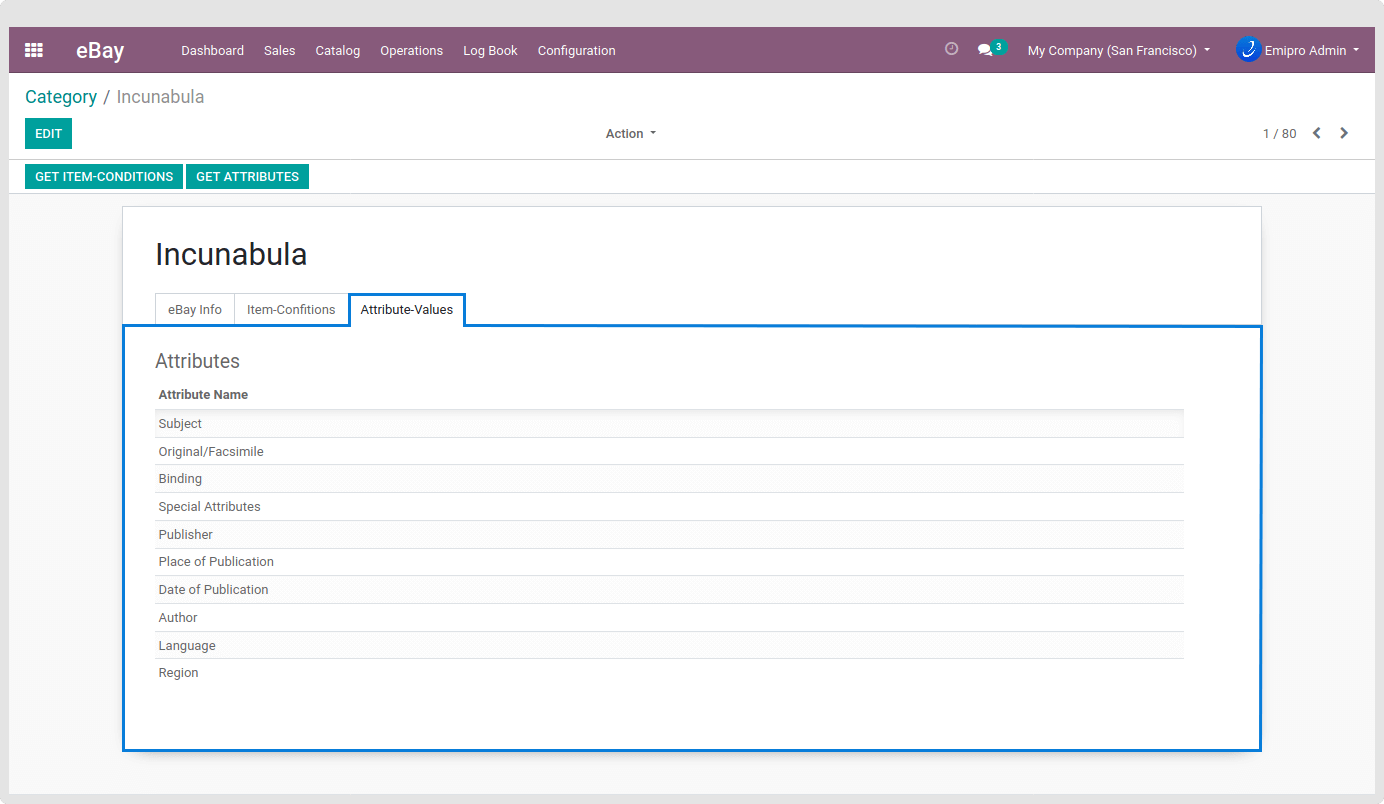 eBay Dashboard Sales Catalog Operations Log Book Configuration 3 My Company (San Francisco) Emipro Admin
Category / Incunabula
EDIT Action 1 / 80
GET ITEM-CONDITIONS GET ATTRIBUTES
Incunabula
eBay Info Item-Confitions Attribute-Values
Attributes
Attribute Name
Subject
Original/Facsimile
Binding
Special Attributes
Publisher
Place of Publication
Date of Publication
Author
Language
Region